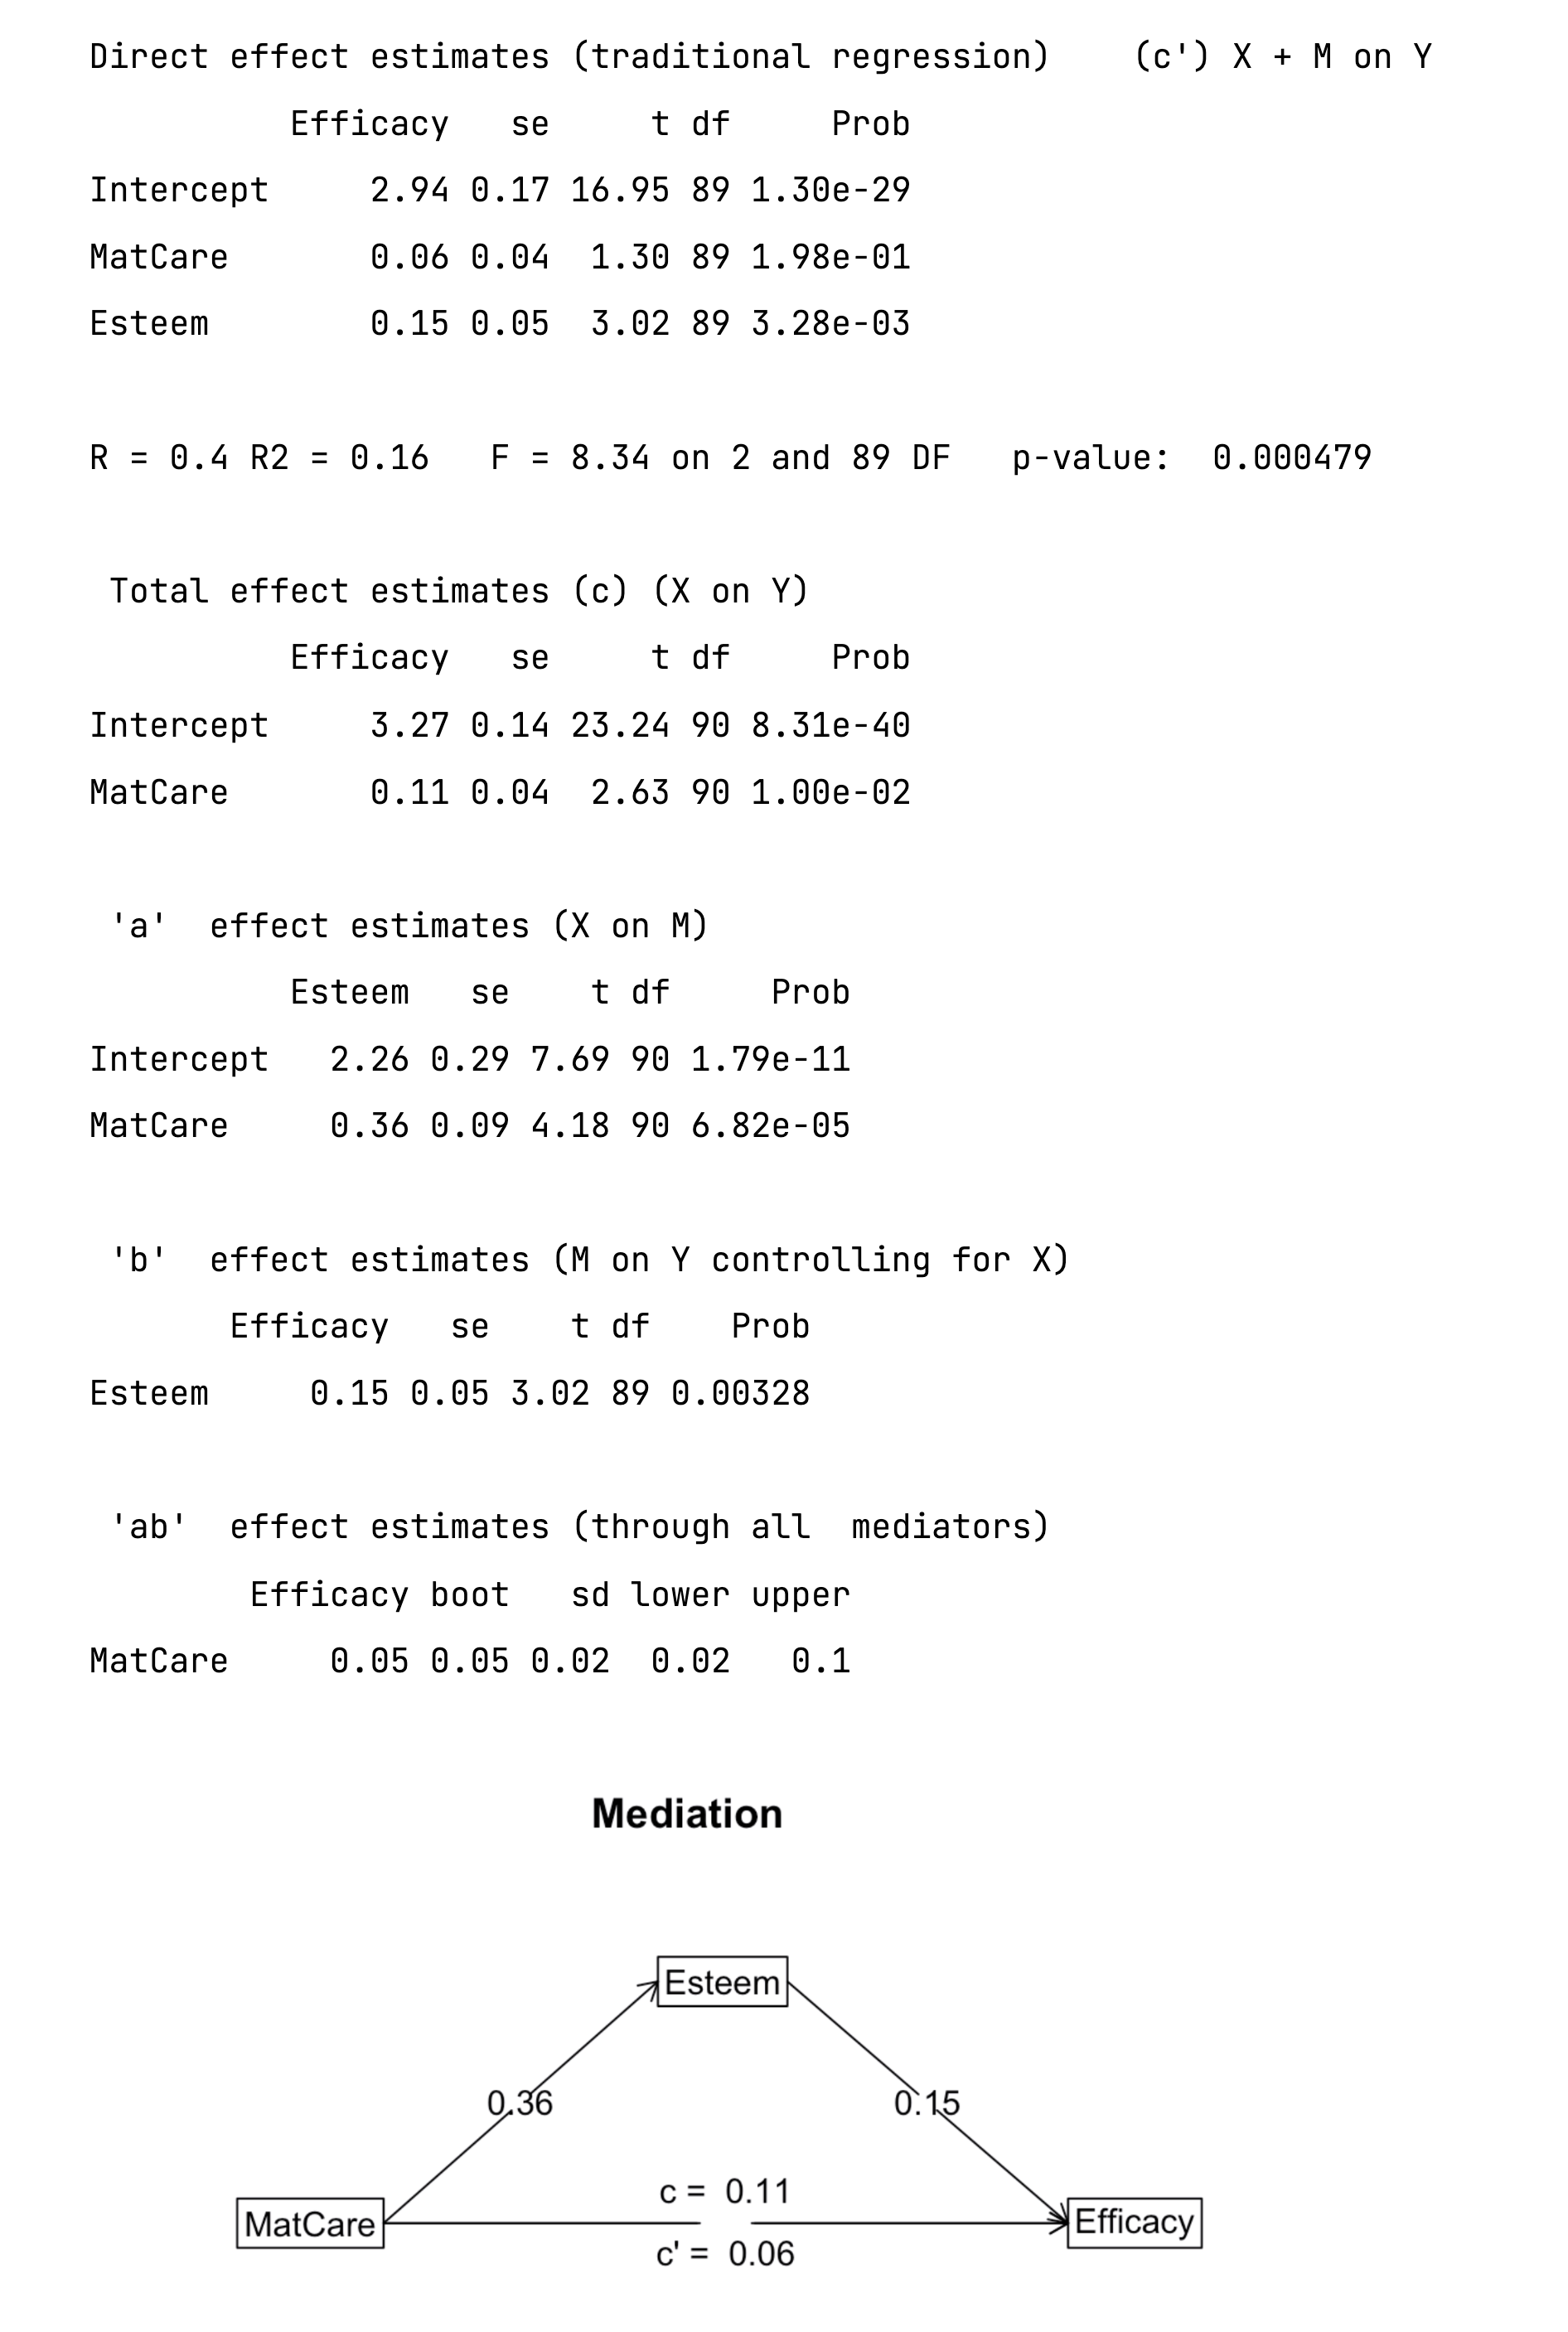 Direct effect estimates (traditional regression)    (c') X + M on Y
          Efficacy   se     t df     Prob
Intercept     2.94 0.17 16.95 89 1.30e-29
MatCare       0.06 0.04  1.30 89 1.98e-01
Esteem        0.15 0.05  3.02 89 3.28e-03
R = 0.4 R2 = 0.16   F = 8.34 on 2 and 89 DF   p-value:  0.000479
 Total effect estimates (c) (X on Y)
          Efficacy   se     t df     Prob
Intercept     3.27 0.14 23.24 90 8.31e-40
MatCare       0.11 0.04  2.63 90 1.00e-02
 'a'  effect estimates (X on M)
          Esteem   se    t df     Prob
Intercept   2.26 0.29 7.69 90 1.79e-11
MatCare     0.36 0.09 4.18 90 6.82e-05
 'b'  effect estimates (M on Y controlling for X)
       Efficacy   se    t df    Prob
Esteem     0.15 0.05 3.02 89 0.00328
 'ab'  effect estimates (through all  mediators)
        Efficacy boot   sd lower upper
MatCare     0.05 0.05 0.02  0.02   0.1
Mediation
Esteem
0.36 0.15
c = 0.11
MatCare Efficacy
c' = 0.06